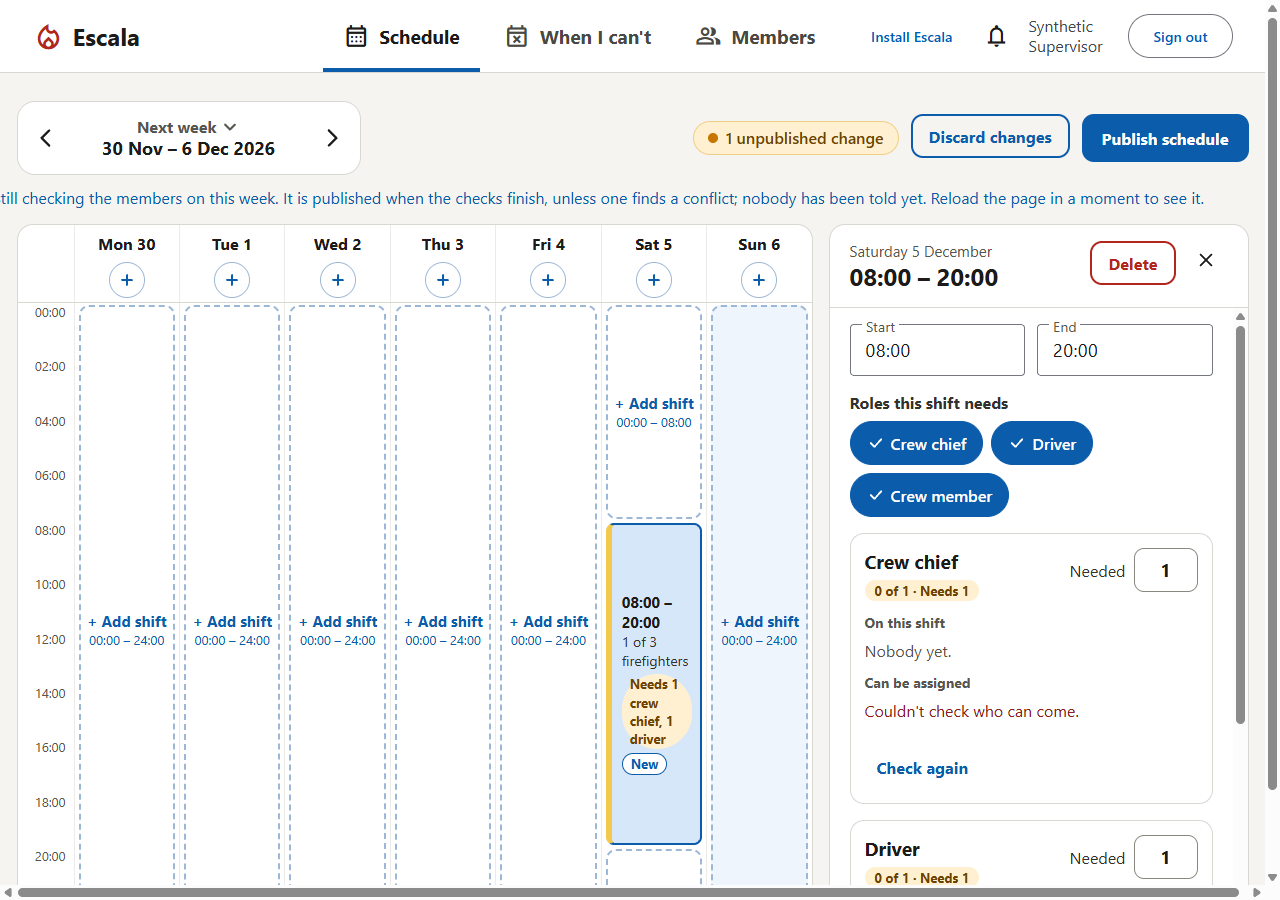 Escala
Schedule
When I can't
Members
Install Escala
Synthetic
Supervisor
Sign out
Next week
30 Nov – 6 Dec 2026
1 unpublished change
Discard changes
Publish schedule
checking the members on this week. It is published when the checks finish, unless one finds a conflict; nobody has been told yet. Reload the page in a moment to see it.
Mon 30
Tue 1
Wed 2
Thu 3
Fri 4
Sat 5
Sun 6
+
+
+
+
+
+
+
00:00
02:00
04:00
06:00
08:00
10:00
12:00
14:00
16:00
18:00
20:00
+ Add shift
00:00 – 24:00
+ Add shift
00:00 – 24:00
+ Add shift
00:00 – 24:00
+ Add shift
00:00 – 24:00
+ Add shift
00:00 – 24:00
+ Add shift
00:00 – 08:00
08:00 –
20:00
1 of 3
firefighters
Needs 1
crew
chief, 1
driver
New
+ Add shift
00:00 – 24:00
Saturday 5 December
08:00 – 20:00
Delete
Start
08:00
End
20:00
Roles this shift needs
Crew chief
Driver
Crew member
Crew chief
Needed
1
0 of 1 · Needs 1
On this shift
Nobody yet.
Can be assigned
Couldn't check who can come.
Check again
Driver
Needed
1
0 of 1 · Needs 1